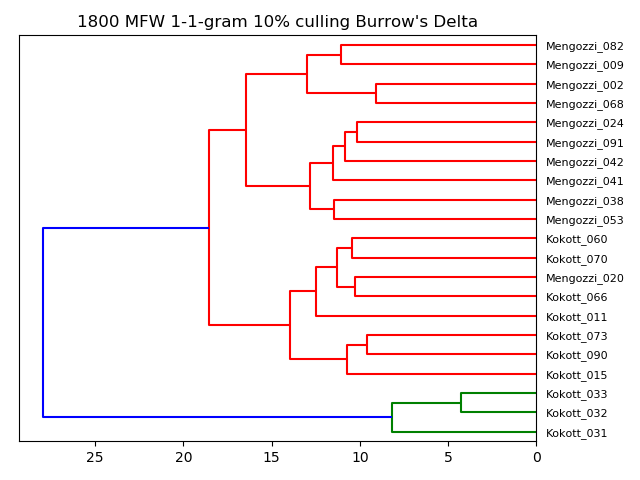 1800 MFW 1-1-gram 10% culling Burrow's Delta
Mengozzi_082
Mengozzi_009
Mengozzi_002
Mengozzi_068
Mengozzi_024
Mengozzi_091
Mengozzi_042
Mengozzi_041
Mengozzi_038
Mengozzi_053
Kokott_060
Kokott_070
Mengozzi_020
Kokott_066
Kokott_011
Kokott_073
Kokott_090
Kokott_015
Kokott_033
Kokott_032
Kokott_031
25 20 15 10 5 0